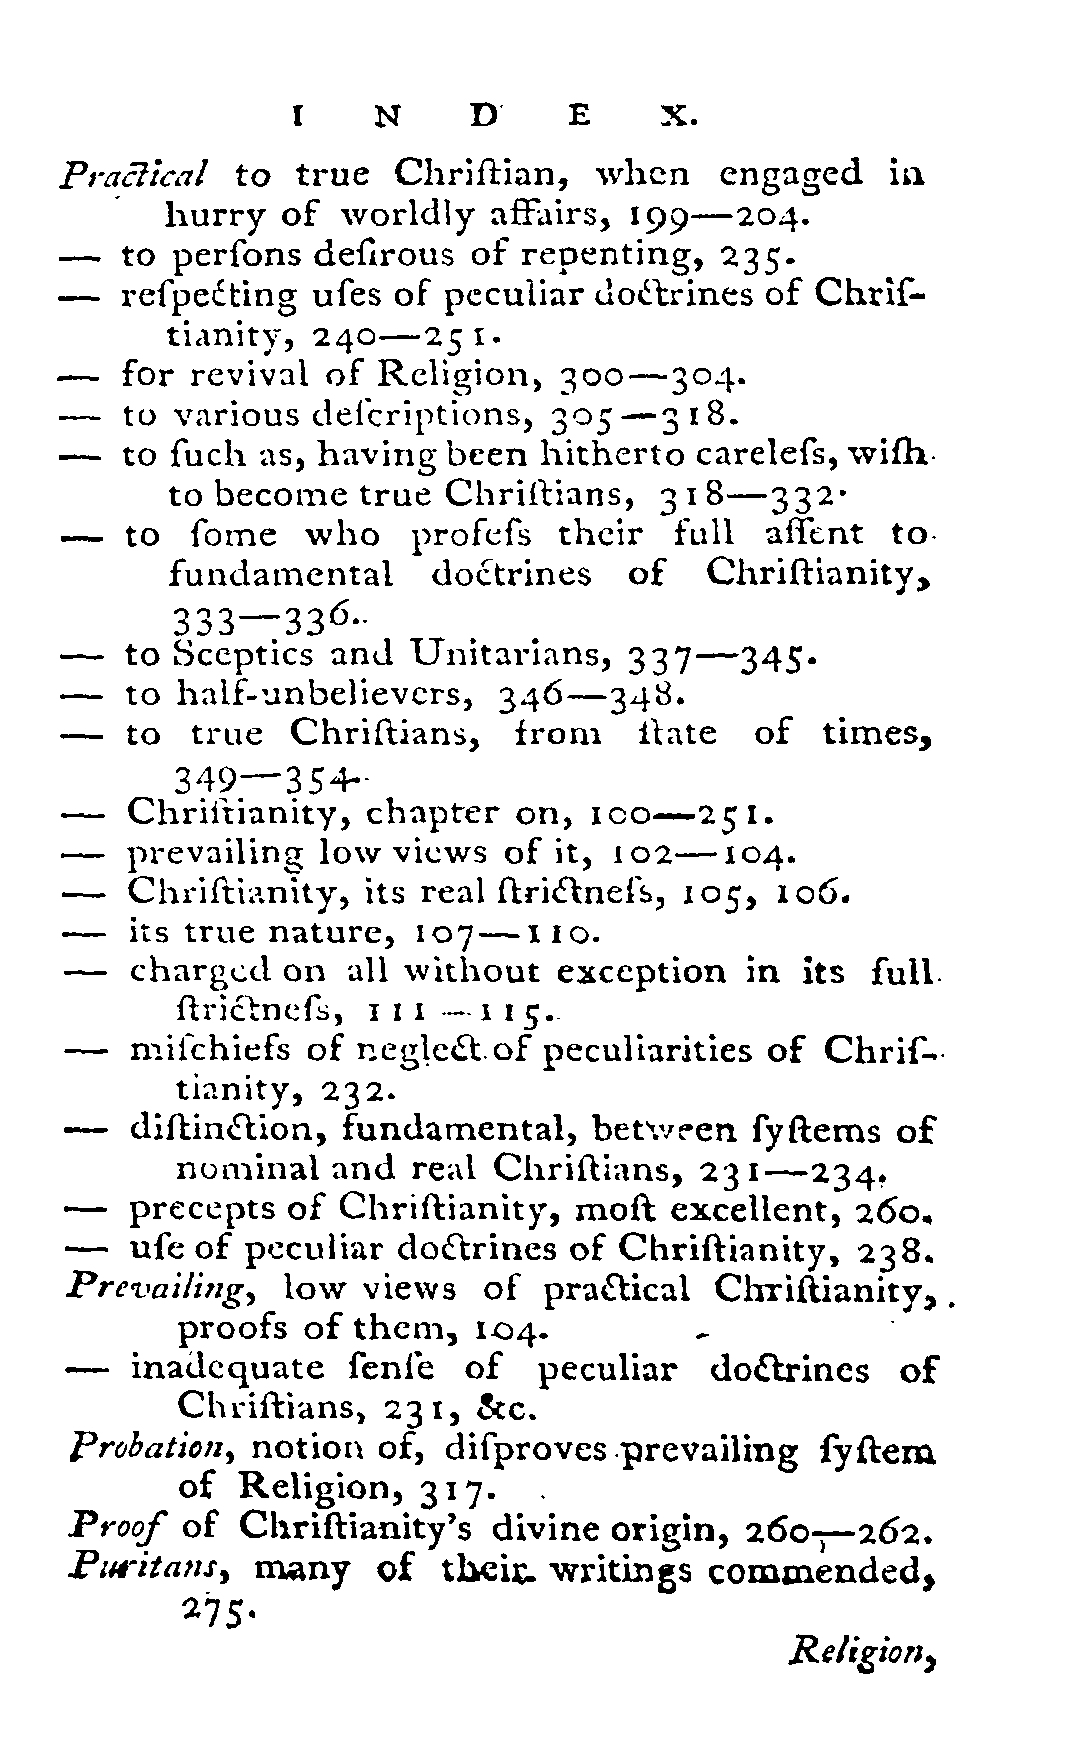 I N D E X.
Practical to true Chriſtian, when engaged in
hurry of worldly affairs, 199—204.
— to perſons deſirous of repenting, 235.
— reſpecting uſes of peculiar doctrines of Chriſ-
tianity, 240—251.
— for revival of Religion, 300—304.
— to various deſcriptions, 305—318.
— to ſuch as, having been hitherto careleſs, wiſh
to become true Chriſtians, 318—332.
— to ſome who profeſs their full aſſent to
fundamental doctrines of Chriſtianity,
333—336.
— to Sceptics and Unitarians, 337—345.
— to half-unbelievers, 346—348.
— to true Chriſtians, from ſtate of times,
349—354.
— Chriſtianity, chapter on, 100—251.
— prevailing low views of it, 102—104.
— Chriſtianity, its real ſtrictneſs, 105, 106.
— its true nature, 107—110.
— charged on all without exception in its full
ſtrictneſs, 111—115.
— miſchiefs of neglect of peculiarities of Chriſ-
tianity, 232.
— diſtinction, fundamental, between ſyſtems of
nominal and real Chriſtians, 231—234.
— precepts of Chriſtianity, moſt excellent, 260.
— uſe of peculiar doctrines of Chriſtianity, 238.
Prevailing, low views of practical Chriſtianity,
proofs of them, 104.
— inadequate ſenſe of peculiar doctrines of
Chriſtians, 231, &c.
Probation, notion of, diſproves prevailing ſyſtem
of Religion, 317.
Proof of Chriſtianity's divine origin, 260—262.
Puritans, many of their writings commended,
275.
Religion,